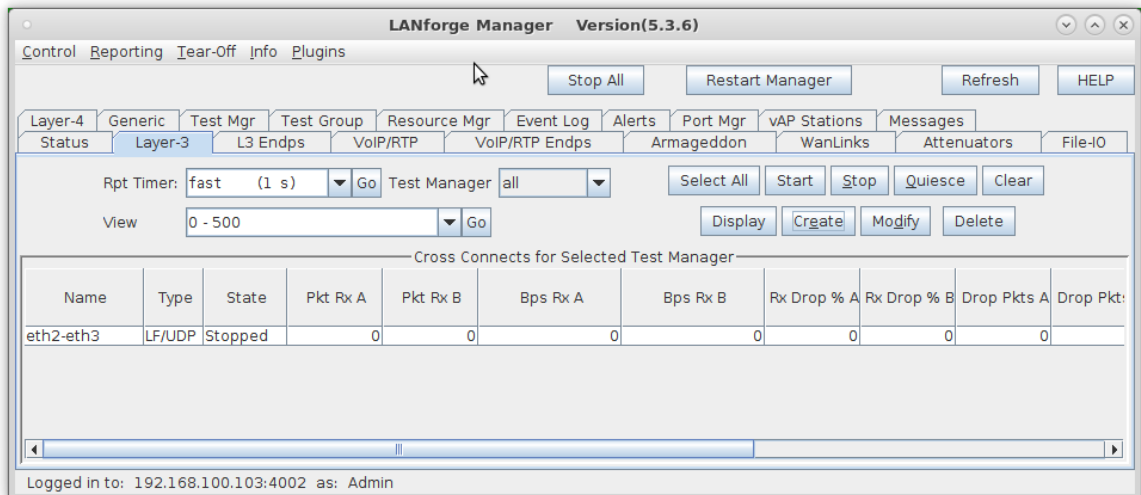 LANforge Manager Version(5.3.6)
Control Reporting Tear-Off Info Plugins
Stop All Restart Manager Refresh HELP
Layer-4 Generic Test Mgr Test Group Resource Mgr Event Log Alerts Port Mgr vAP Stations Messages
Status Layer-3 L3 Endps VoIP/RTP VoIP/RTP Endps Armageddon WanLinks Attenuators File-IO
Rpt Timer: fast (1 s) Go Test Manager all Select All Start Stop Quiesce Clear
View 0 - 500 Go Display Create Modify Delete
Cross Connects for Selected Test Manager
Name Type State Pkt Rx A Pkt Rx B Bps Rx A Bps Rx B Rx Drop % A Rx Drop % B Drop Pkts A Drop Pkts
eth2-eth3 LF/UDP Stopped 0 0 0 0 0 0 0
Logged in to: 192.168.100.103:4002 as: Admin